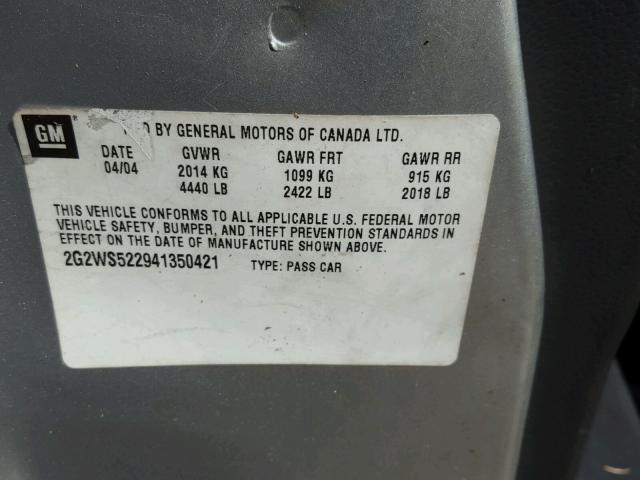 GM
BY GENERAL MOTORS OF CANADA LTD.
DATE GVWR GAWR FRT GAWR RR
04/04 2014 KG 1099 KG 915 KG
4440 LB 2422 LB 2018 LB
THIS VEHICLE CONFORMS TO ALL APPLICABLE U.S. FEDERAL MOTOR
VEHICLE SAFETY, BUMPER, AND THEFT PREVENTION STANDARDS IN
EFFECT ON THE DATE OF MANUFACTURE SHOWN ABOVE.
2G2WS522941350421 TYPE: PASS CAR